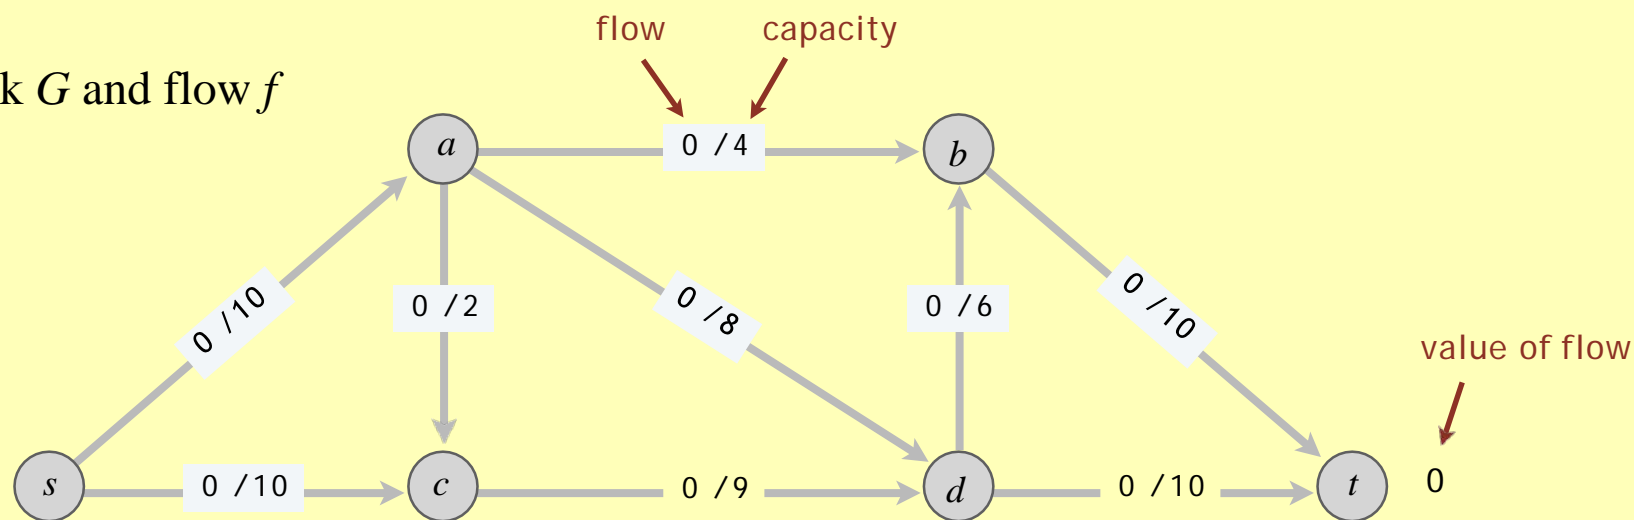 flow capacity
k G and flow f
a 0 /4 b
0 /10 0 /2 0 /8 0 /6 0 /10
value of flow
s 0 /10 c 0 /9 d 0 /10 t 0